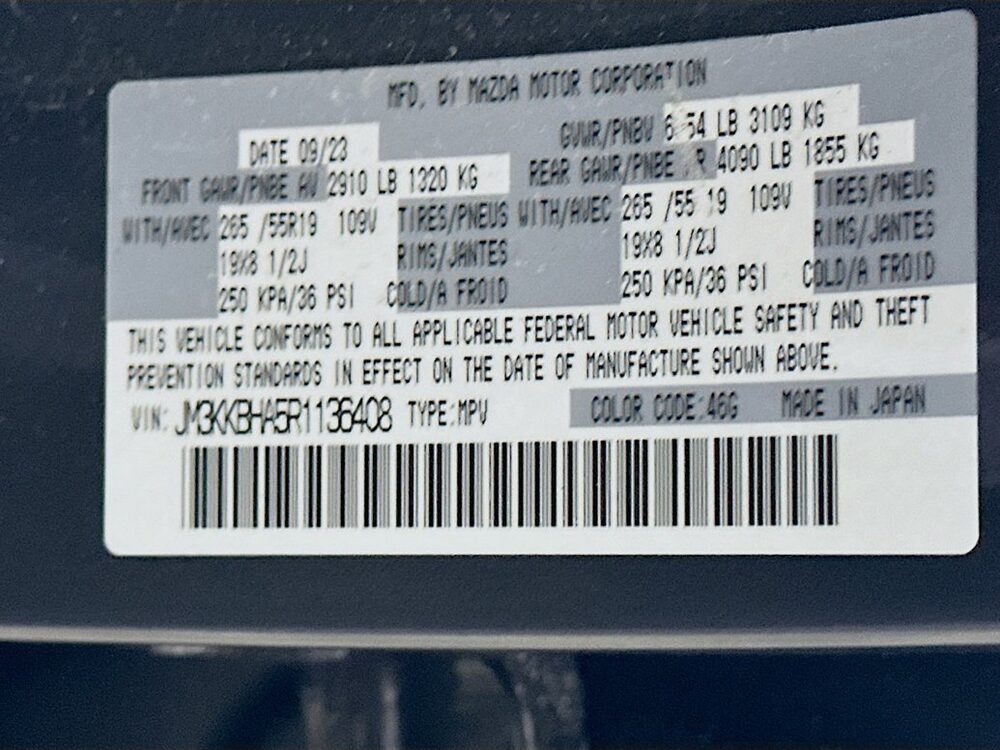 MFD. BY MAZDA MOTOR CORPORATION
DATE 09/23 GVWR/PNBV LB 3109 KG
FRONT GAWR/PNBE AV 2910 LB 1320 KG REAR GAWR/PNBE 4090 LB 1855 KG
WITH/AVEC 265 /55R19 109V TIRES/PNEUS WITH/AVEC 265 /55 19 109V TIRES/PNEUS
19X8 1/2J RIMS/JANTES 19X8 1/2J RIMS/JANTES
250 KPA/36 PSI COLD/A FROID 250 KPA/36 PSI COLD/A FROID
THIS VEHICLE CONFORMS TO ALL APPLICABLE FEDERAL MOTOR VEHICLE SAFETY AND THEFT
PREVENTION STANDARDS IN EFFECT ON THE DATE OF MANUFACTURE SHOWN ABOVE.
VIN: JM3KKBHA5R1136408 TYPE:MPV COLOR CODE:46G MADE IN JAPAN